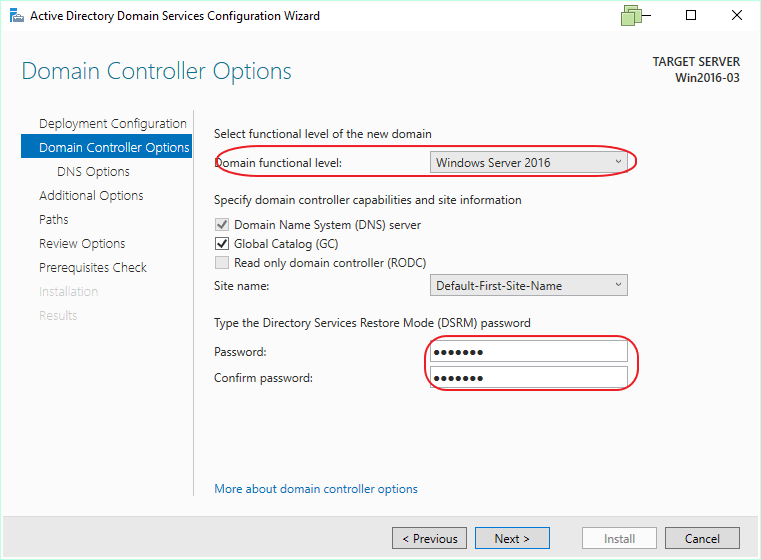 Active Directory Domain Services Configuration Wizard
Domain Controller Options
TARGET SERVER
Win2016-03
Deployment Configuration
Domain Controller Options
DNS Options
Additional Options
Paths
Review Options
Prerequisites Check
Installation
Results
Select functional level of the new domain
Domain functional level: Windows Server 2016
Specify domain controller capabilities and site information
Domain Name System (DNS) server
Global Catalog (GC)
Read only domain controller (RODC)
Site name: Default-First-Site-Name
Type the Directory Services Restore Mode (DSRM) password
Password: ●●●●●●●
Confirm password: ●●●●●●●
More about domain controller options
< Previous Next > Install Cancel